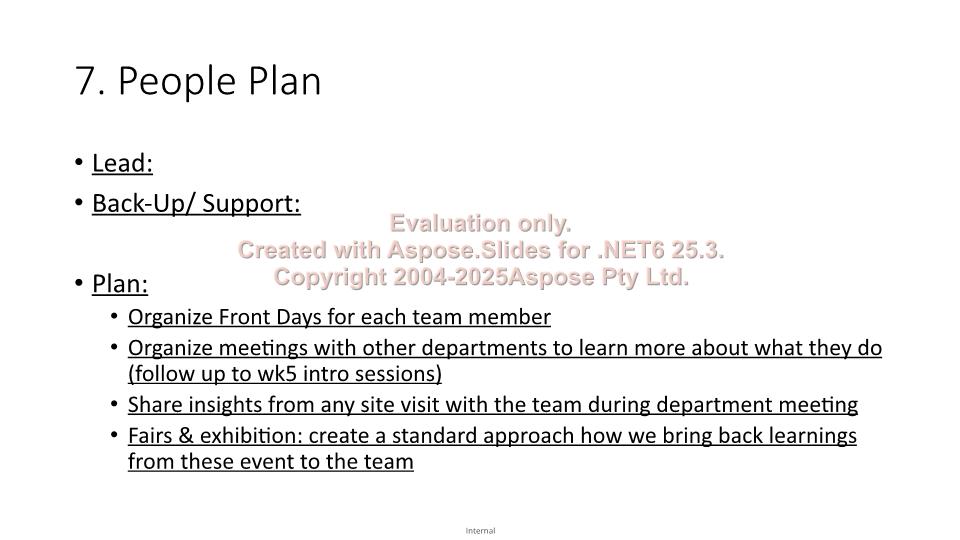 7. People Plan
• Lead:
• Back-Up/ Support:
Evaluation only.
Created with Aspose.Slides for .NET6 25.3.
Copyright 2004-2025Aspose Pty Ltd.
• Plan:
• Organize Front Days for each team member
• Organize meetings with other departments to learn more about what they do
(follow up to wk5 intro sessions)
• Share insights from any site visit with the team during department meeting
• Fairs & exhibition: create a standard approach how we bring back learnings
from these event to the team
Internal